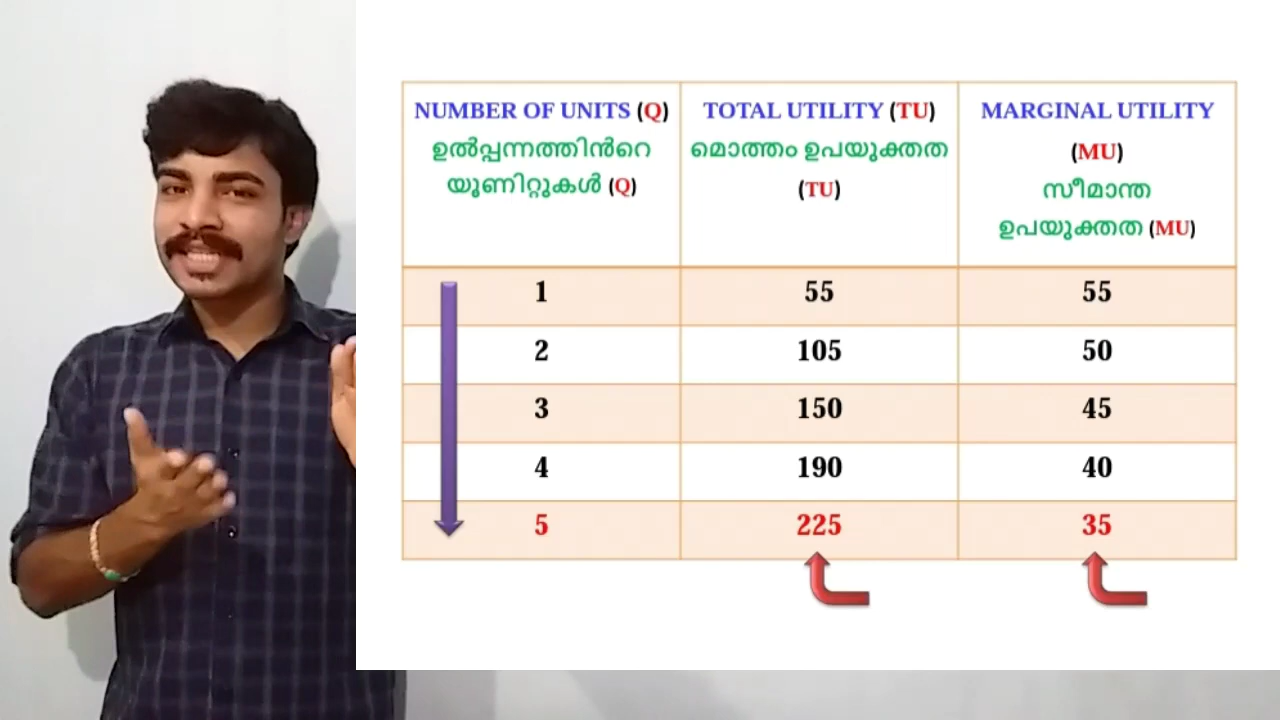 NUMBER OF UNITS (Q)
ഉൽപ്പന്നത്തിൻറെ
യൂണിറ്റുകൾ (Q)
TOTAL UTILITY (TU)
മൊത്തം ഉപയുക്തത
(TU)
MARGINAL UTILITY
(MU)
സീമാന്ത
ഉപയുക്തത (MU)
1 55 55
2 105 50
3 150 45
4 190 40
5 225 35